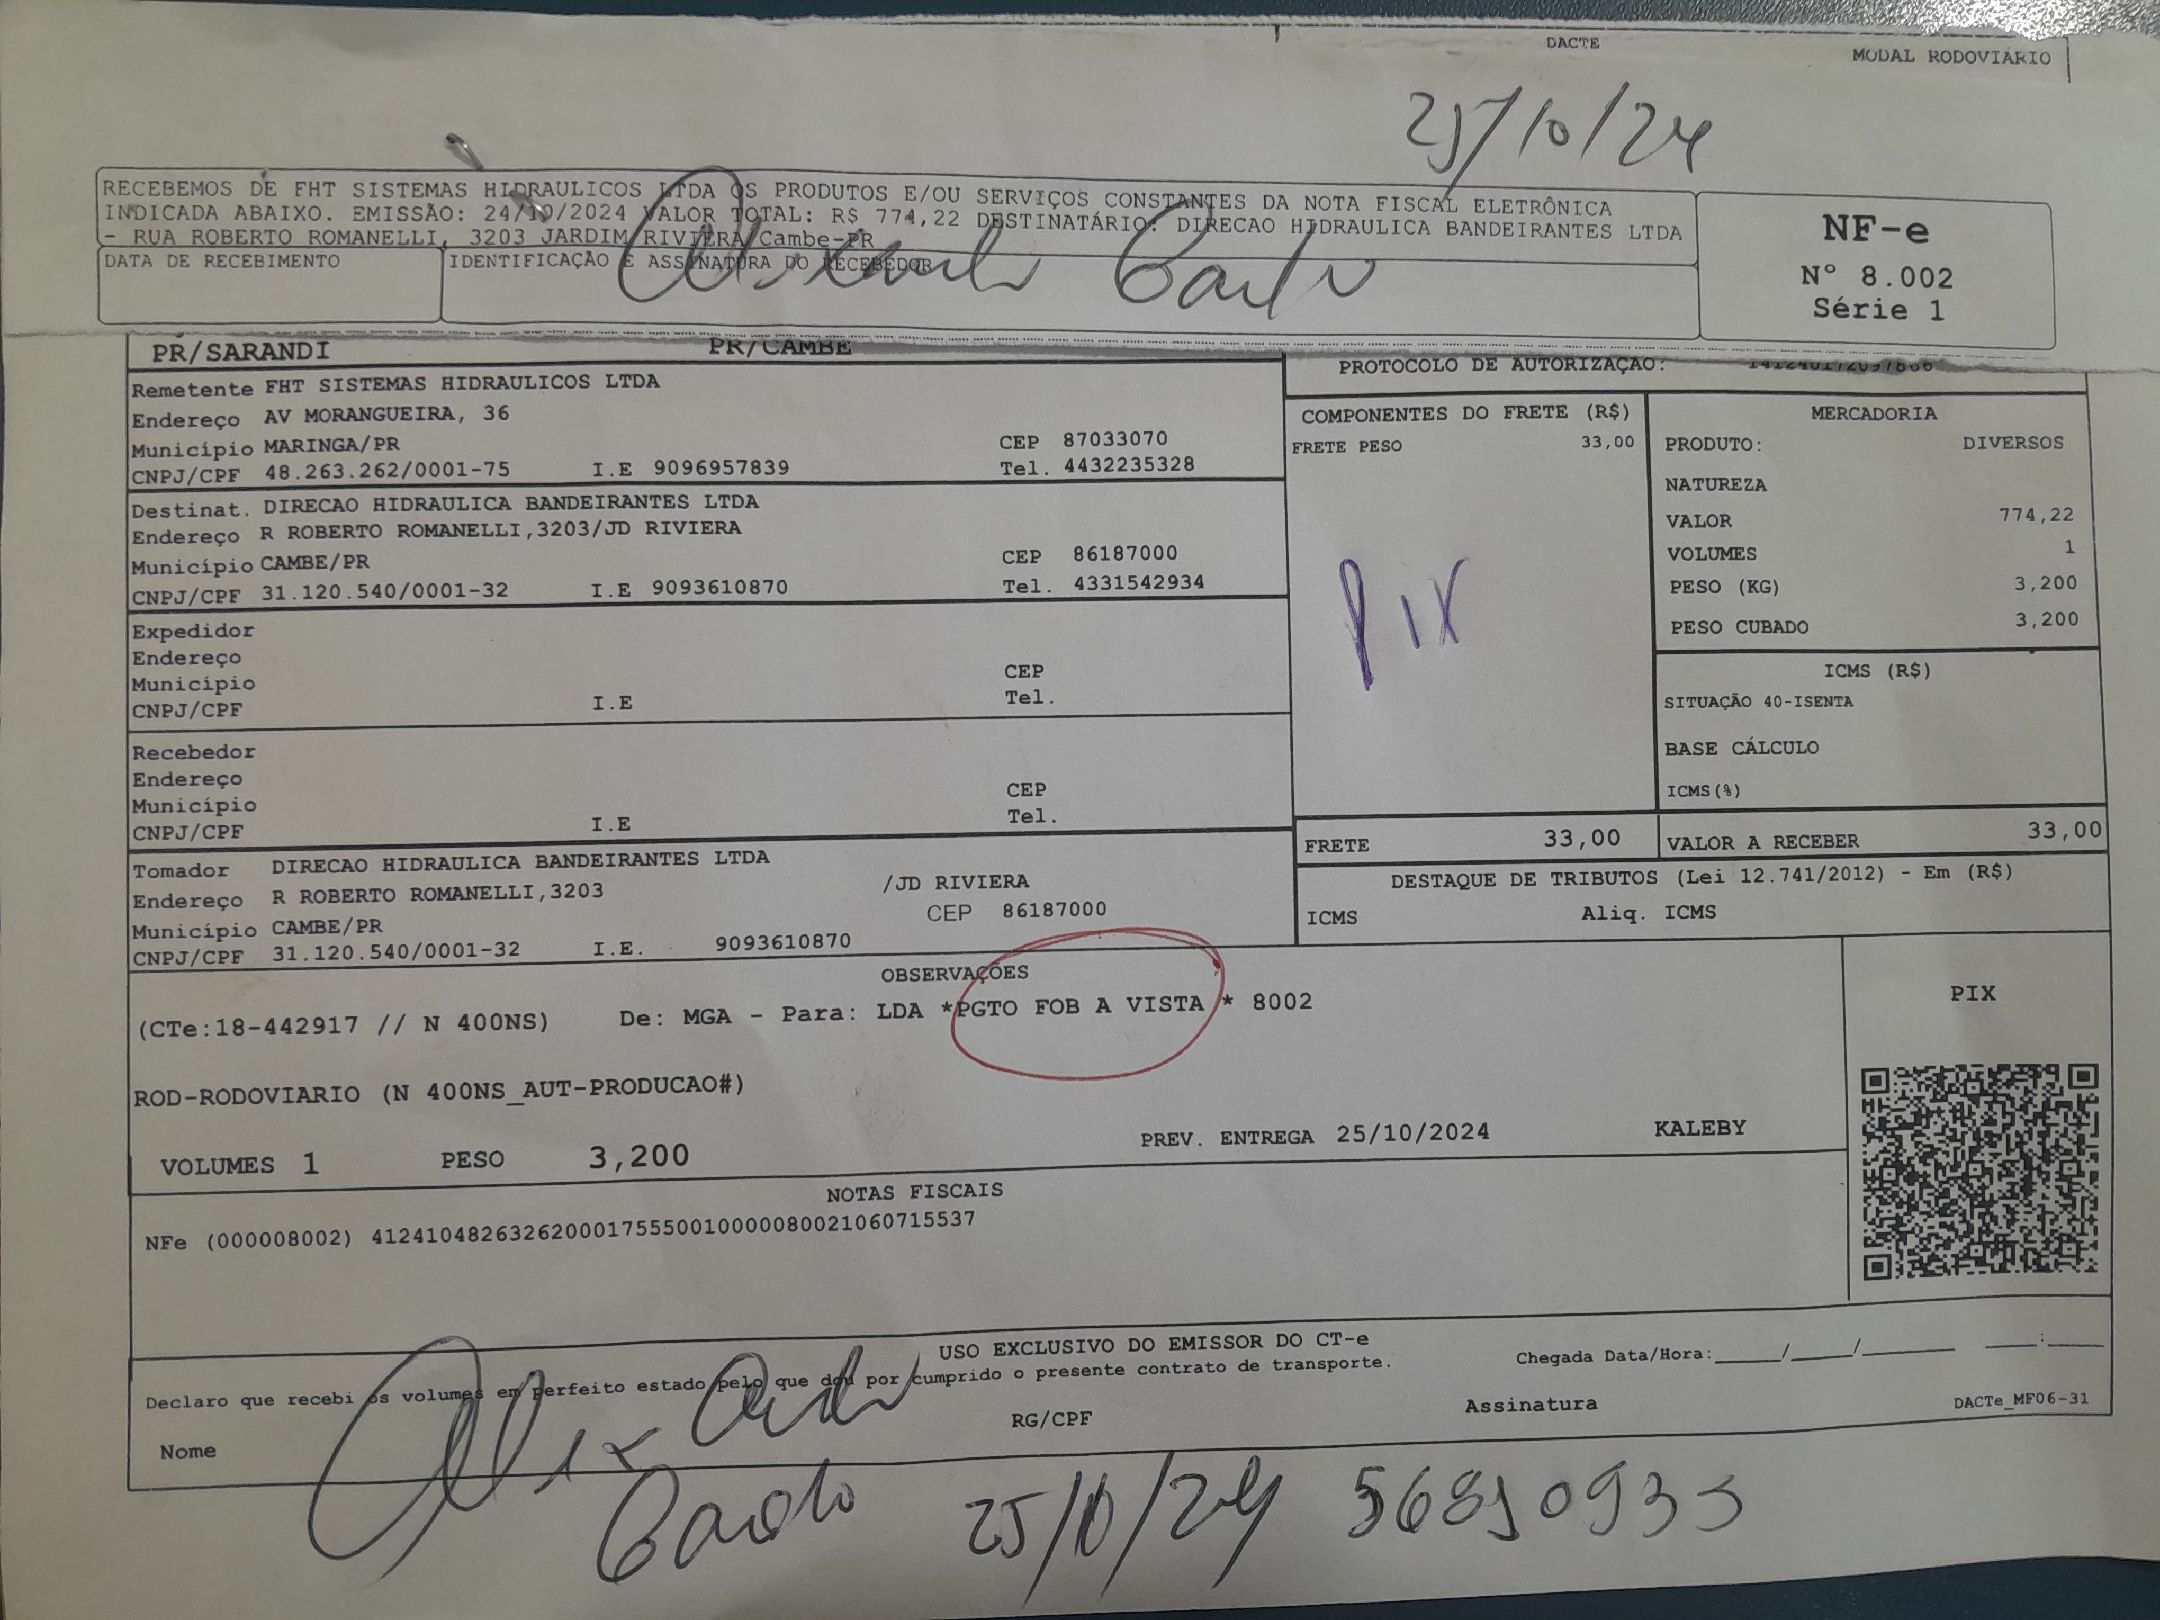 DACTE
MODAL RODOVIÁRIO
25/10/24
RECEBEMOS DE FHT SISTEMAS HIDRAULICOS LTDA OS PRODUTOS E/OU SERVIÇOS CONSTANTES DA NOTA FISCAL ELETRÔNICA
INDICADA ABAIXO. EMISSÃO: 24/10/2024 VALOR TOTAL: R$ 774,22 DESTINATÁRIO: DIRECAO HIDRAULICA BANDEIRANTES LTDA
- RUA ROBERTO ROMANELLI, 3203 JARDIM RIVIERA Cambe-PR
DATA DE RECEBIMENTO
IDENTIFICAÇÃO E ASSINATURA DO RECEBEDOR
NF-e
Nº 8.002
Série 1
PR/SARANDI PR/CAMBE
Remetente FHT SISTEMAS HIDRAULICOS LTDA
Endereço AV MORANGUEIRA, 36
Município MARINGA/PR CEP 87033070
CNPJ/CPF 48.263.262/0001-75 I.E 9096957839 Tel. 4432235328
Destinat. DIRECAO HIDRAULICA BANDEIRANTES LTDA
Endereço R ROBERTO ROMANELLI,3203/JD RIVIERA
Município CAMBE/PR CEP 86187000
CNPJ/CPF 31.120.540/0001-32 I.E 9093610870 Tel. 4331542934
Expedidor
Endereço
Município CEP
CNPJ/CPF I.E Tel.
Recebedor
Endereço
Município CEP
CNPJ/CPF I.E Tel.
Tomador DIRECAO HIDRAULICA BANDEIRANTES LTDA
Endereço R ROBERTO ROMANELLI,3203 /JD RIVIERA
Município CAMBE/PR CEP 86187000
CNPJ/CPF 31.120.540/0001-32 I.E. 9093610870
PROTOCOLO DE AUTORIZAÇÃO:
COMPONENTES DO FRETE (R$)
FRETE PESO 33,00
PIX
MERCADORIA
PRODUTO: DIVERSOS
NATUREZA
VALOR 774,22
VOLUMES 1
PESO (KG) 3,200
PESO CUBADO 3,200
ICMS (R$)
SITUAÇÃO 40-ISENTA
BASE CÁLCULO
ICMS(%)
FRETE 33,00
VALOR A RECEBER 33,00
DESTAQUE DE TRIBUTOS (Lei 12.741/2012) - Em (R$)
ICMS Aliq. ICMS
OBSERVAÇÕES
(CTe:18-442917 // N 400NS) De: MGA - Para: LDA *PGTO FOB A VISTA * 8002
ROD-RODOVIARIO (N 400NS_AUT-PRODUCAO#)
PREV. ENTREGA 25/10/2024 KALEBY
VOLUMES 1 PESO 3,200
PIX
NOTAS FISCAIS
NFe (000008002) 41241048263262000175550010000080021060715537
USO EXCLUSIVO DO EMISSOR DO CT-e
Declaro que recebi os volumes em perfeito estado pelo que dou por cumprido o presente contrato de transporte.
Chegada Data/Hora:_____/_____/________ ____:_____
Nome
RG/CPF
Assinatura
DACTe_MF06-31
25/10/24